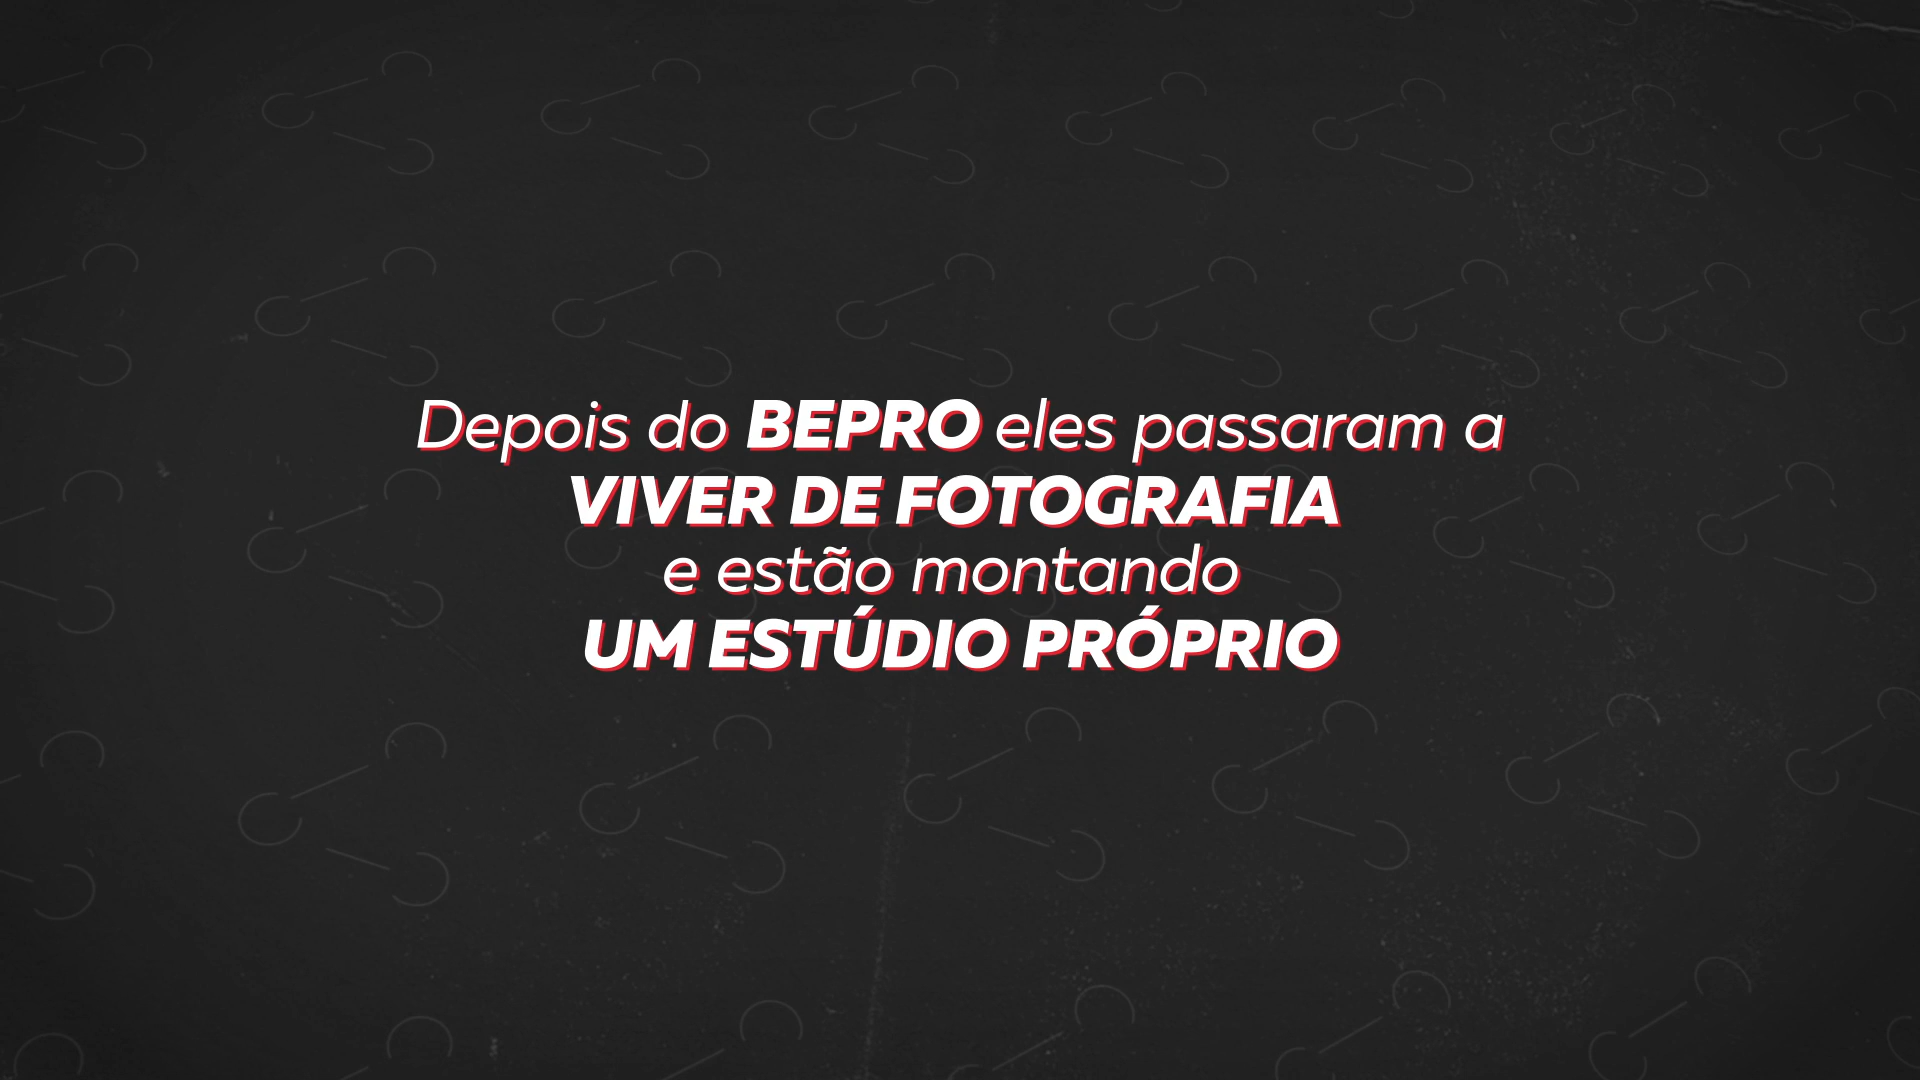 Depois do BEPRO eles passaram a
VIVER DE FOTOGRAFIA
e estão montando
UM ESTÚDIO PRÓPRIO